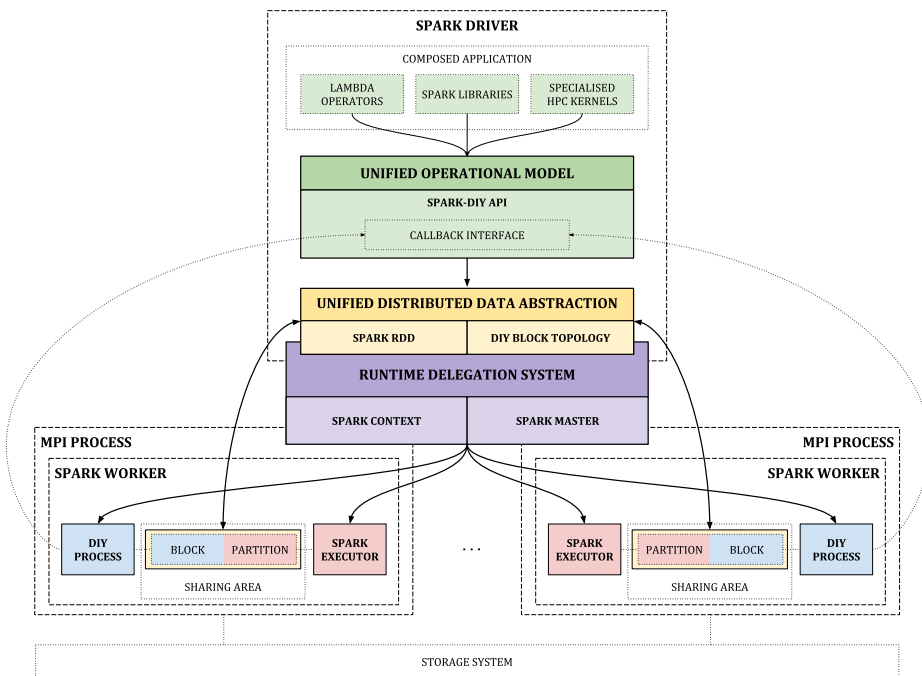 SPARK DRIVER
COMPOSED APPLICATION
LAMBDA
OPERATORS
SPARK LIBRARIES
SPECIALISED
HPC KERNELS
UNIFIED OPERATIONAL MODEL
SPARK-DIY API
CALLBACK INTERFACE
UNIFIED DISTRIBUTED DATA ABSTRACTION
SPARK RDD
DIY BLOCK TOPOLOGY
RUNTIME DELEGATION SYSTEM
SPARK CONTEXT
SPARK MASTER
MPI PROCESS
SPARK WORKER
DIY
PROCESS
BLOCK
PARTITION
SHARING AREA
SPARK
EXECUTOR
...
MPI PROCESS
SPARK WORKER
SPARK
EXECUTOR
PARTITION
BLOCK
SHARING AREA
DIY
PROCESS
STORAGE SYSTEM